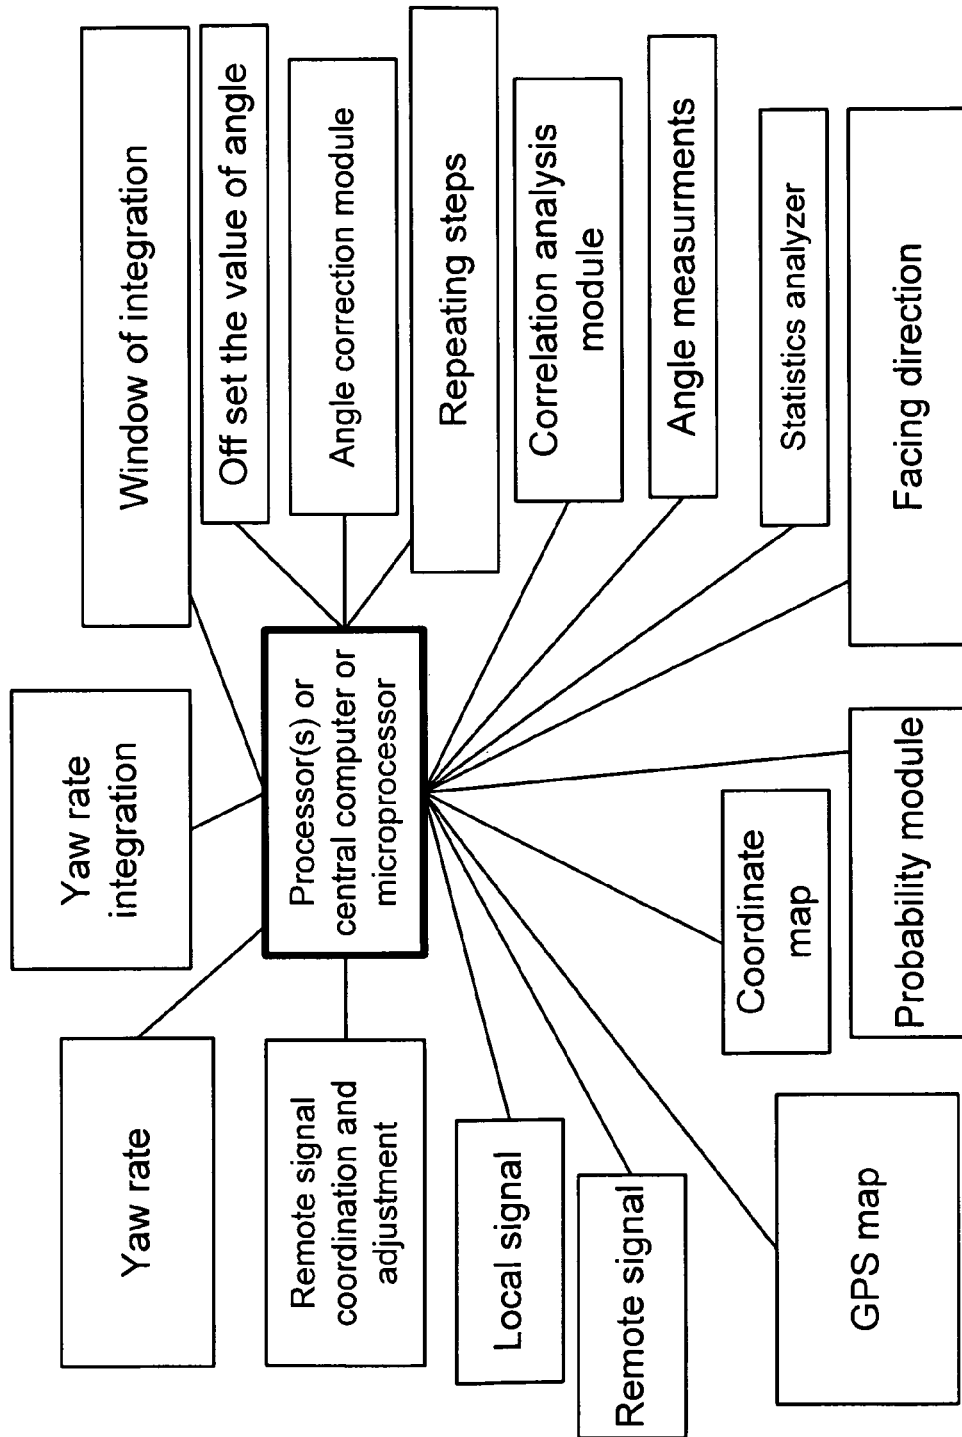 Yaw rate
Yaw rate
integration
Window of integration
Off set the value of angle
Remote signal
coordination and
adjustment
Processor(s) or
central computer or
microprocessor
Angle correction module
Repeating steps
Local signal
Correlation analysis
module
Remote signal
Angle measurments
Coordinate
map
Statistics analyzer
GPS map
Probability module
Facing direction